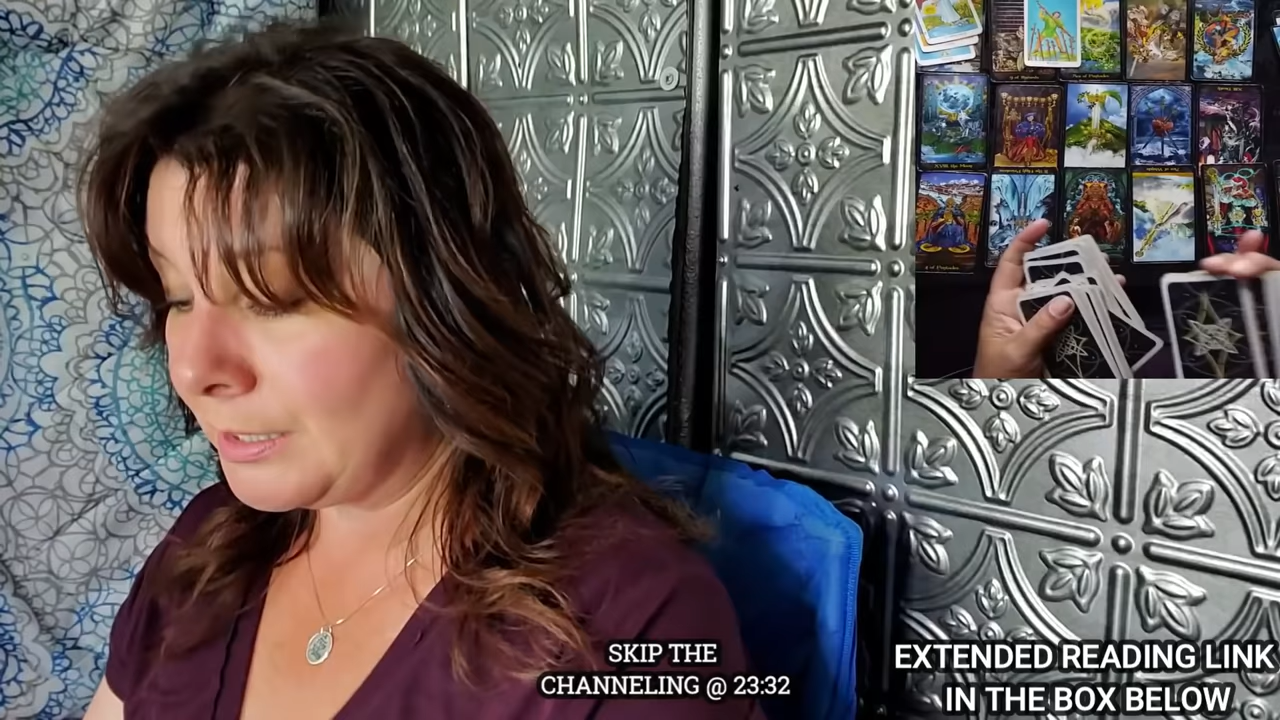 SKIP THE
CHANNELING @ 23:32
EXTENDED READING LINK
IN THE BOX BELOW